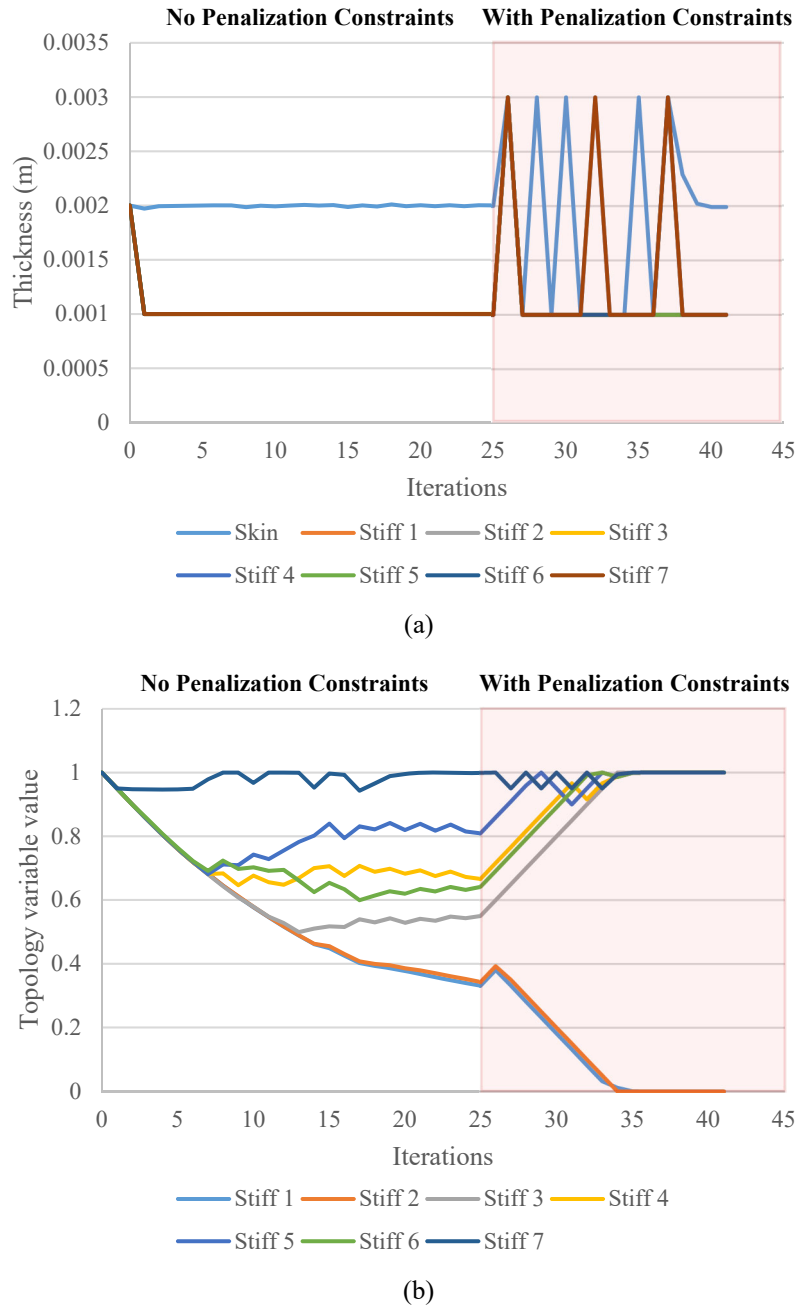 No Penalization Constraints With Penalization Constraints
0.0035
0.003
0.0025
0.002
0.0015
0.001
0.0005
0
Thickness (m)
0 5 10 15 20 25 30 35 40 45
Iterations
Skin Stiff 1 Stiff 2 Stiff 3
Stiff 4 Stiff 5 Stiff 6 Stiff 7
(a)
No Penalization Constraints With Penalization Constraints
1.2
1
0.8
0.6
0.4
0.2
0
Topology variable value
0 5 10 15 20 25 30 35 40 45
Iterations
Stiff 1 Stiff 2 Stiff 3 Stiff 4
Stiff 5 Stiff 6 Stiff 7
(b)